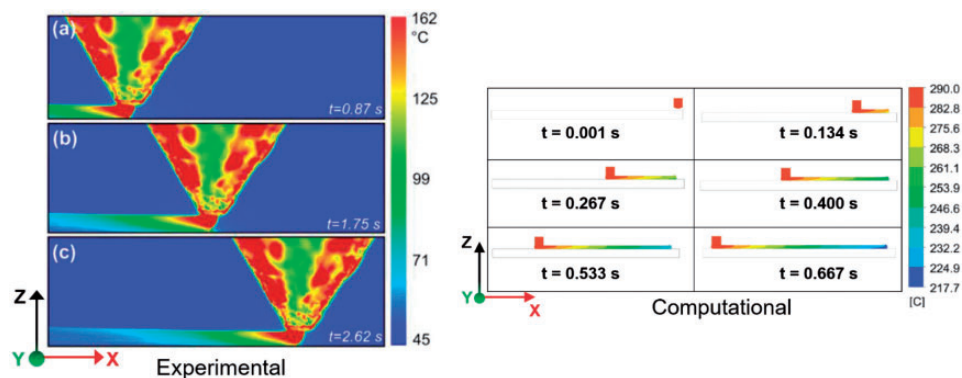 (a)
t=0.87 s
(b)
t=1.75 s
(c)
t=2.62 s
162
°C
125
99
71
45
Z
Y
X
Experimental
t = 0.001 s
t = 0.134 s
t = 0.267 s
t = 0.400 s
t = 0.533 s
t = 0.667 s
290.0
282.8
275.6
268.3
261.1
253.9
246.6
239.4
232.2
224.9
217.7
[C]
Z
Y
X
Computational